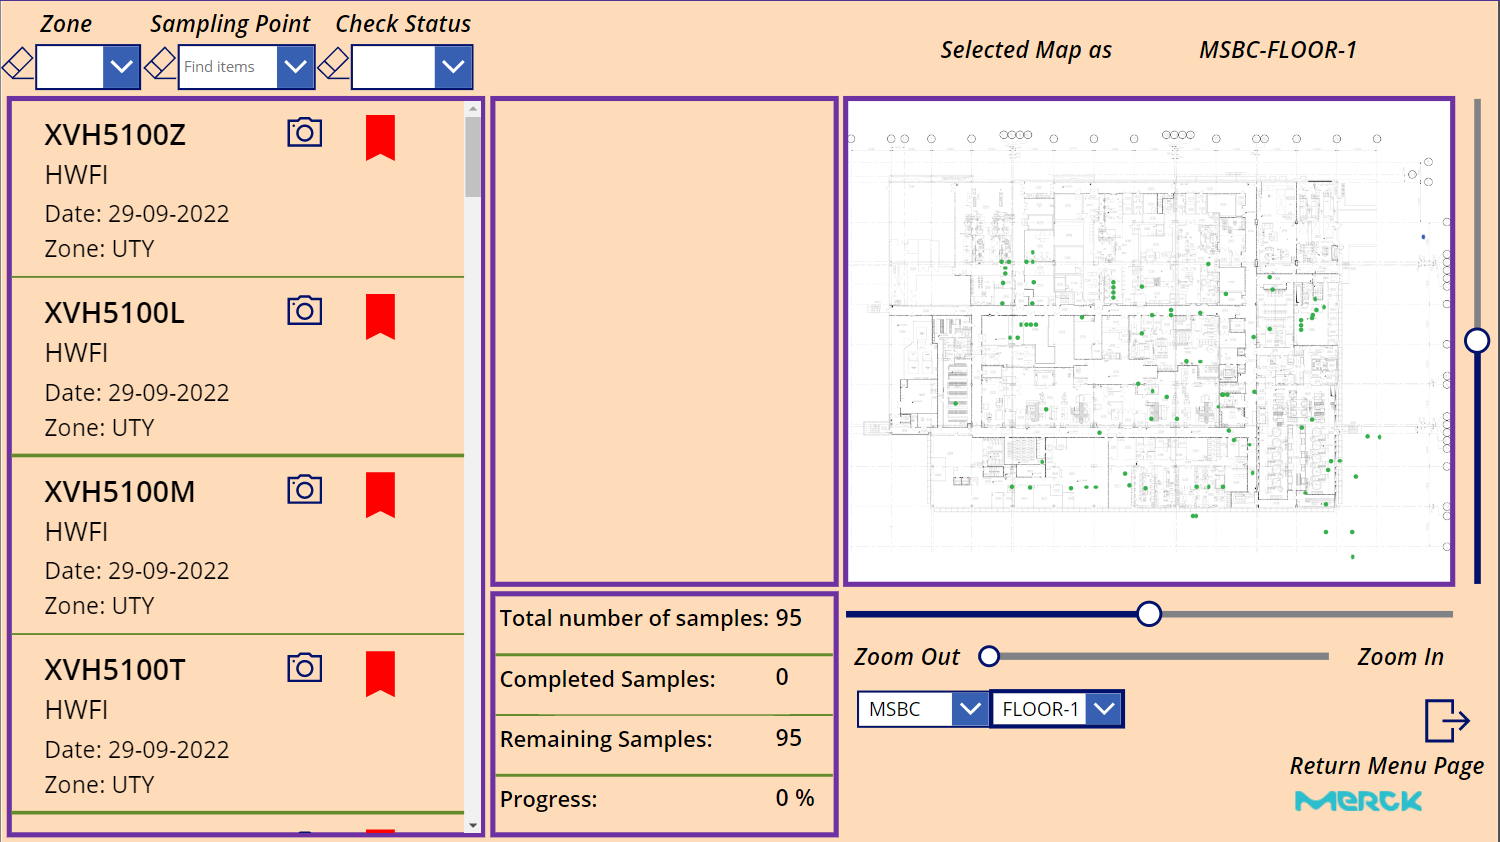 Zone Sampling Point Check Status
Find items
Selected Map as MSBC-FLOOR-1
XVH5100Z
HWFI
Date: 29-09-2022
Zone: UTY
XVH5100L
HWFI
Date: 29-09-2022
Zone: UTY
XVH5100M
HWFI
Date: 29-09-2022
Zone: UTY
XVH5100T
HWFI
Date: 29-09-2022
Zone: UTY
Total number of samples: 95
Completed Samples: 0
Remaining Samples: 95
Progress: 0 %
Zoom Out Zoom In
MSBC FLOOR-1
Return Menu Page
MERCK